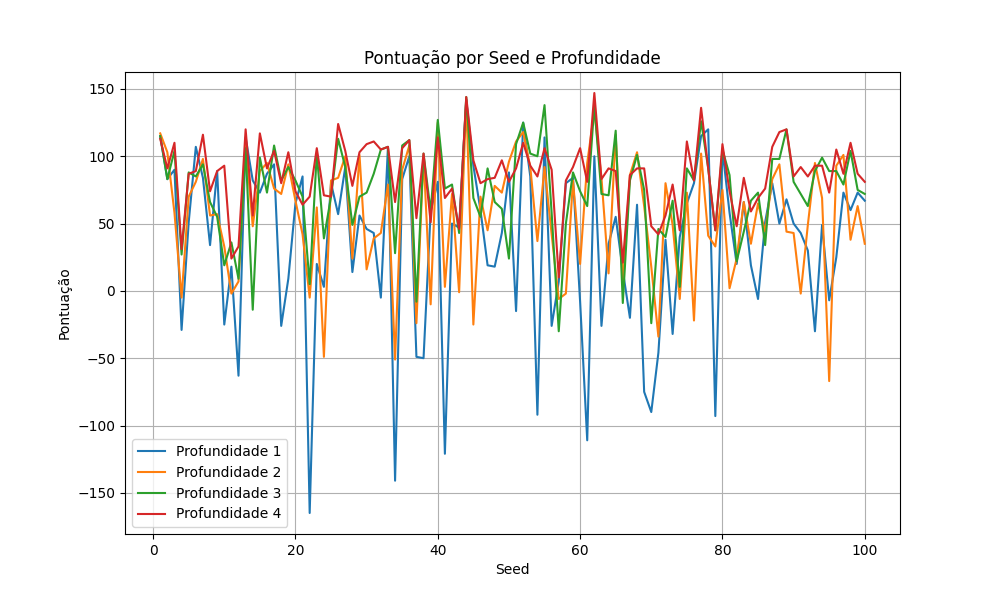 Pontuação por Seed e Profundidade
Pontuação
150
100
50
0
−50
−100
−150
Profundidade 1
Profundidade 2
Profundidade 3
Profundidade 4
0 20 40 60 80 100
Seed